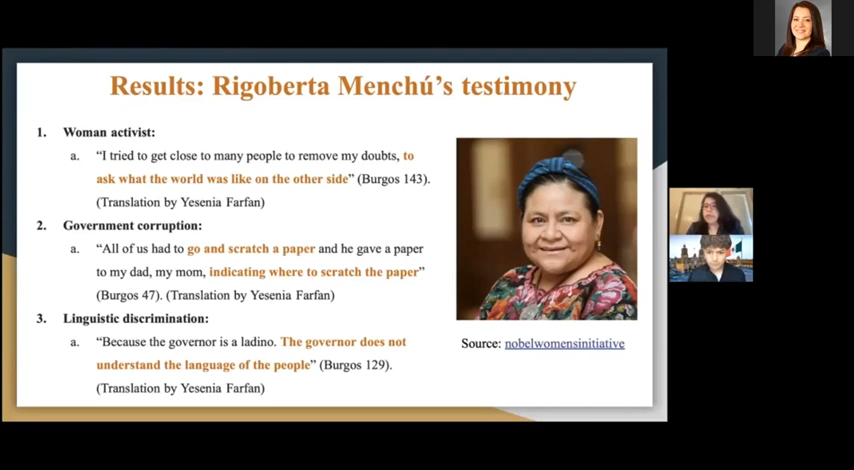 Results: Rigoberta Menchú's testimony
1. Woman activist:
a. "I tried to get close to many people to remove my doubts, to
ask what the world was like on the other side" (Burgos 143).
(Translation by Yesenia Farfan)
2. Government corruption:
a. "All of us had to go and scratch a paper and he gave a paper
to my dad, my mom, indicating where to scratch the paper"
(Burgos 47). (Translation by Yesenia Farfan)
3. Linguistic discrimination:
a. "Because the governor is a ladino. The governor does not
understand the language of the people" (Burgos 129).
(Translation by Yesenia Farfan)
Source: nobelwomensinitiative